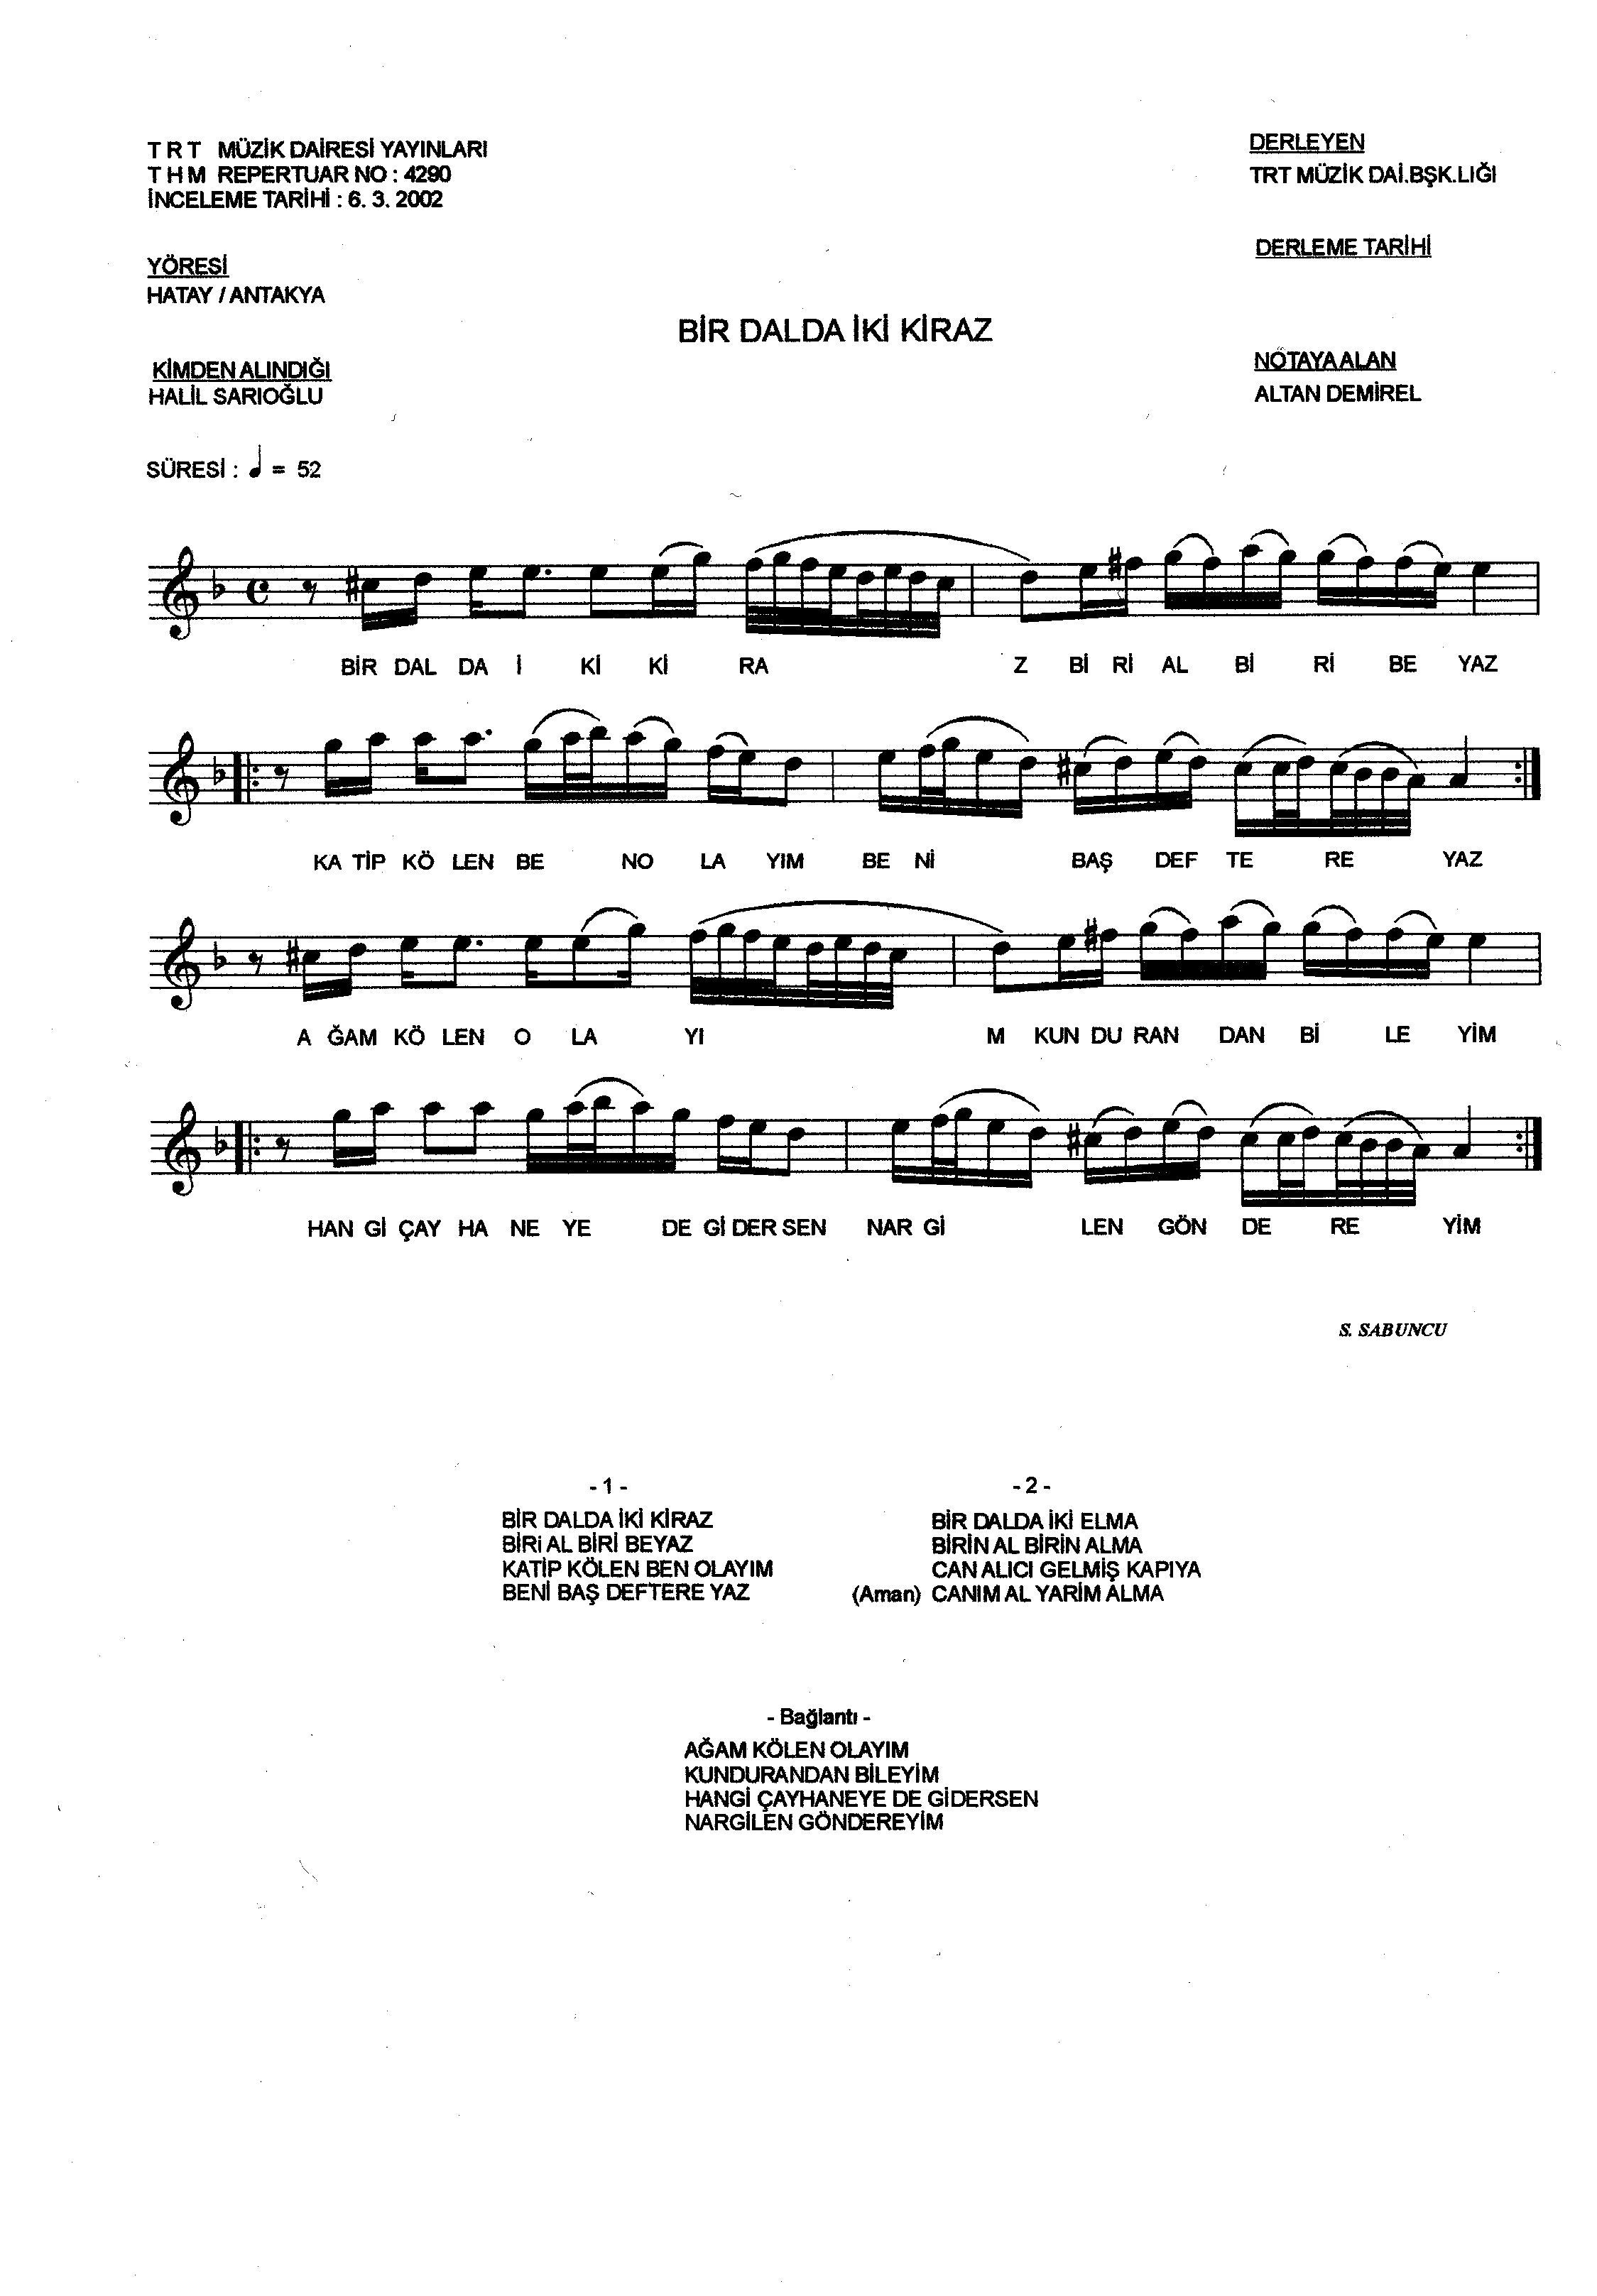 T R T MÜZİK DAİRESİ YAYINLARI
T H M REPERTUAR NO : 4290
İNCELEME TARİHİ : 6. 3. 2002
DERLEYEN
TRT MÜZİK DAİ.BŞK.LIĞI
DERLEME TARİHİ
YÖRESİ
HATAY / ANTAKYA
BİR DALDA İKİ KİRAZ
KİMDEN ALINDIĞI
HALİL SARIOĞLU
NOTAYA ALAN
ALTAN DEMİREL
SÜRESİ : ♩ = 52
BİR DAL DA İ Kİ Kİ RA Z Bİ Rİ AL Bİ Rİ BE YAZ
KA TİP KÖ LEN BE NO LA YIM BE Nİ BAŞ DEF TE RE YAZ
A ĞAM KÖ LEN O LA YI M KUN DU RAN DAN Bİ LE YİM
HAN Gİ ÇAY HA NE YE DE Gİ DER SEN NAR Gİ LEN GÖN DE RE YİM
S. SABUNCU
- 1 -
BİR DALDA İKİ KİRAZ
BİRİ AL BİRİ BEYAZ
KATİP KÖLEN BEN OLAYIM
BENİ BAŞ DEFTERE YAZ
- 2 -
BİR DALDA İKİ ELMA
BİRİN AL BİRİN ALMA
CAN ALICI GELMİŞ KAPIYA
(Aman) CANIM AL YARİM ALMA
- Bağlantı -
AĞAM KÖLEN OLAYIM
KUNDURANDAN BİLEYİM
HANGİ ÇAYHANEYE DE GİDERSEN
NARGİLEN GÖNDEREYİM